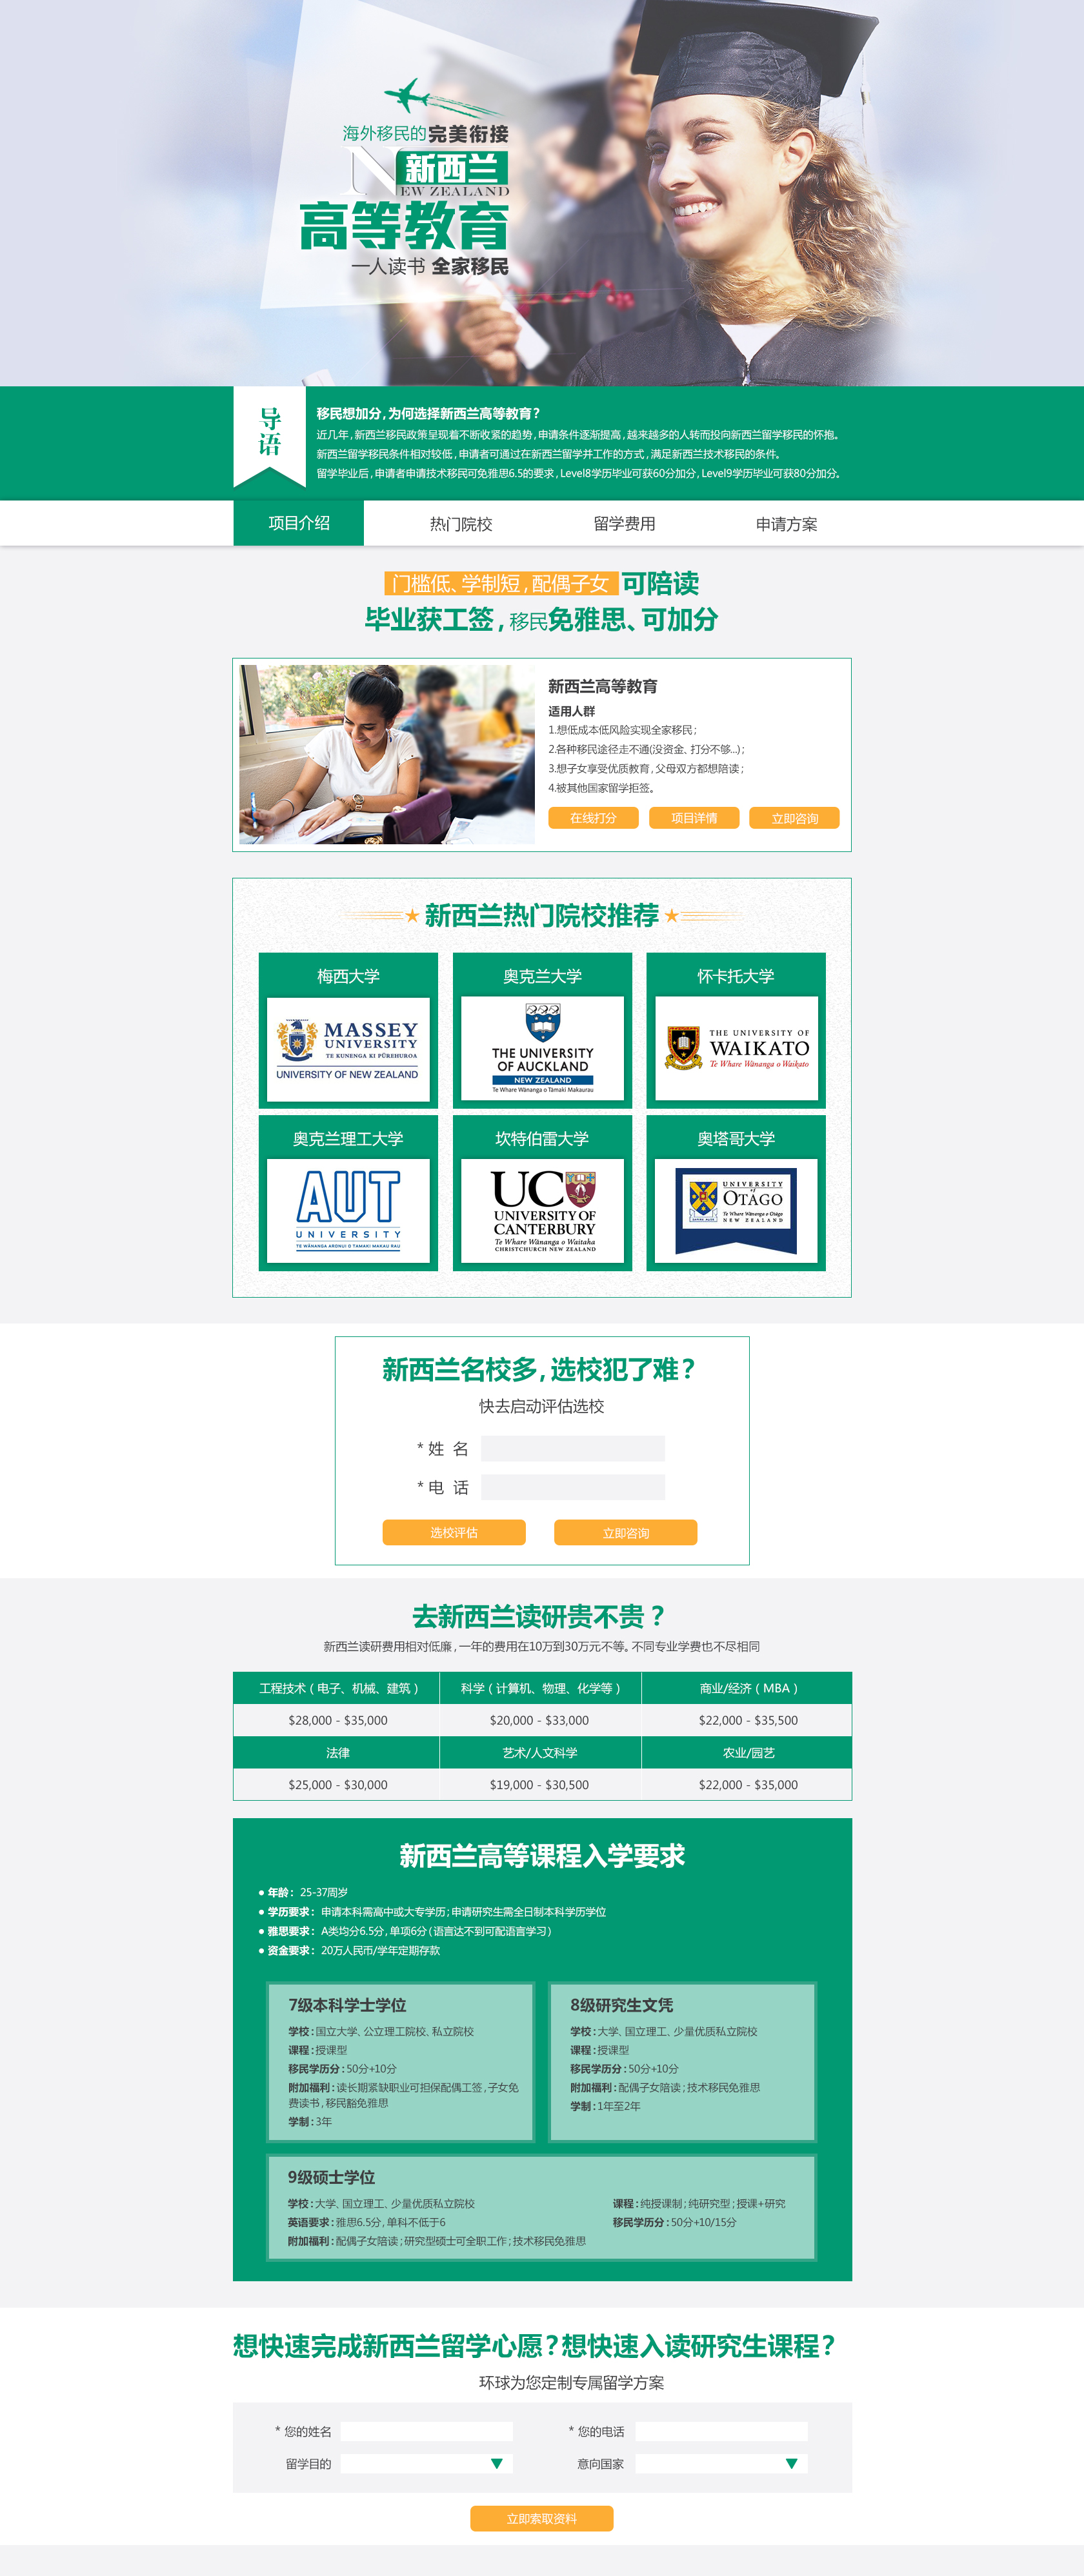 海外移民的完美衔接
新西兰
NEW ZEALAND
高等教育
一人读书 全家移民
导语
移民想加分,为何选择新西兰高等教育?
近几年,新西兰移民政策呈现着不断收紧的趋势,申请条件逐渐提高,越来越多的人转而投向新西兰留学移民的怀抱。
新西兰留学移民条件相对较低,申请者可通过在新西兰留学并工作的方式,满足新西兰技术移民的条件。
留学毕业后,申请者申请技术移民可免雅思6.5的要求,Level8学历毕业可获60分加分,Level9学历毕业可获80分加分。
项目介绍 热门院校 留学费用 申请方案
门槛低、学制短,配偶子女 可陪读
毕业获工签,移民免雅思、可加分
新西兰高等教育
适用人群
1.想低成本低风险实现全家移民;
2.各种移民途径走不通(没资金、打分不够...);
3.想子女享受优质教育,父母双方都想陪读;
4.被其他国家留学拒签。
在线打分 项目详情 立即咨询
新西兰热门院校推荐
梅西大学
MASSEY
UNIVERSITY
TE KUNENGA KI PŪREHUROA
UNIVERSITY OF NEW ZEALAND
奥克兰大学
THE UNIVERSITY
OF AUCKLAND
NEW ZEALAND
Te Whare Wānanga o Tāmaki Makaurau
怀卡托大学
THE UNIVERSITY OF
WAIKATO
Te Whare Wānanga o Waikato
奥克兰理工大学
AUT
UNIVERSITY
TE WĀNANGA ARONUI O TAMAKI MAKAU RAU
坎特伯雷大学
UC
UNIVERSITY OF
CANTERBURY
Te Whare Wānanga o Waitaha
CHRISTCHURCH NEW ZEALAND
奥塔哥大学
UNIVERSITY
of
OTAGO
Te Whare Wānanga o Otāgo
NEW ZEALAND
新西兰名校多,选校犯了难?
快去启动评估选校
* 姓 名
* 电 话
选校评估 立即咨询
去新西兰读研贵不贵?
新西兰读研费用相对低廉,一年的费用在10万到30万元不等。不同专业学费也不尽相同
工程技术(电子、机械、建筑) 科学(计算机、物理、化学等) 商业/经济(MBA)
$28,000 - $35,000 $20,000 - $33,000 $22,000 - $35,500
法律 艺术/人文科学 农业/园艺
$25,000 - $30,000 $19,000 - $30,500 $22,000 - $35,000
新西兰高等课程入学要求
● 年龄: 25-37周岁
● 学历要求: 申请本科需高中或大专学历;申请研究生需全日制本科学历学位
● 雅思要求: A类均分6.5分,单项6分(语言达不到可配语言学习)
● 资金要求: 20万人民币/学年定期存款
7级本科学士学位
学校:国立大学、公立理工院校、私立院校
课程:授课型
移民学历分:50分+10分
附加福利:读长期紧缺职业可担保配偶工签,子女免
费读书,移民豁免雅思
学制:3年
8级研究生文凭
学校:大学、国立理工、少量优质私立院校
课程:授课型
移民学历分:50分+10分
附加福利:配偶子女陪读;技术移民免雅思
学制:1年至2年
9级硕士学位
学校:大学、国立理工、少量优质私立院校 课程:纯授课制;纯研究型;授课+研究
英语要求:雅思6.5分,单科不低于6 移民学历分:50分+10/15分
附加福利:配偶子女陪读;研究型硕士可全职工作;技术移民免雅思
想快速完成新西兰留学心愿?想快速入读研究生课程?
环球为您定制专属留学方案
* 您的姓名 * 您的电话
留学目的 意向国家
立即索取资料